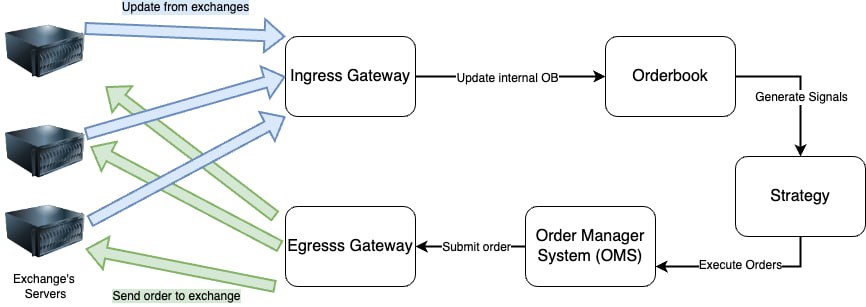 Update from exchanges
Ingress Gateway
Update internal OB
Orderbook
Generate Signals
Strategy
Execute Orders
Order Manager
System (OMS)
Submit order
Egresss Gateway
Send order to exchange
Exchange's
Servers